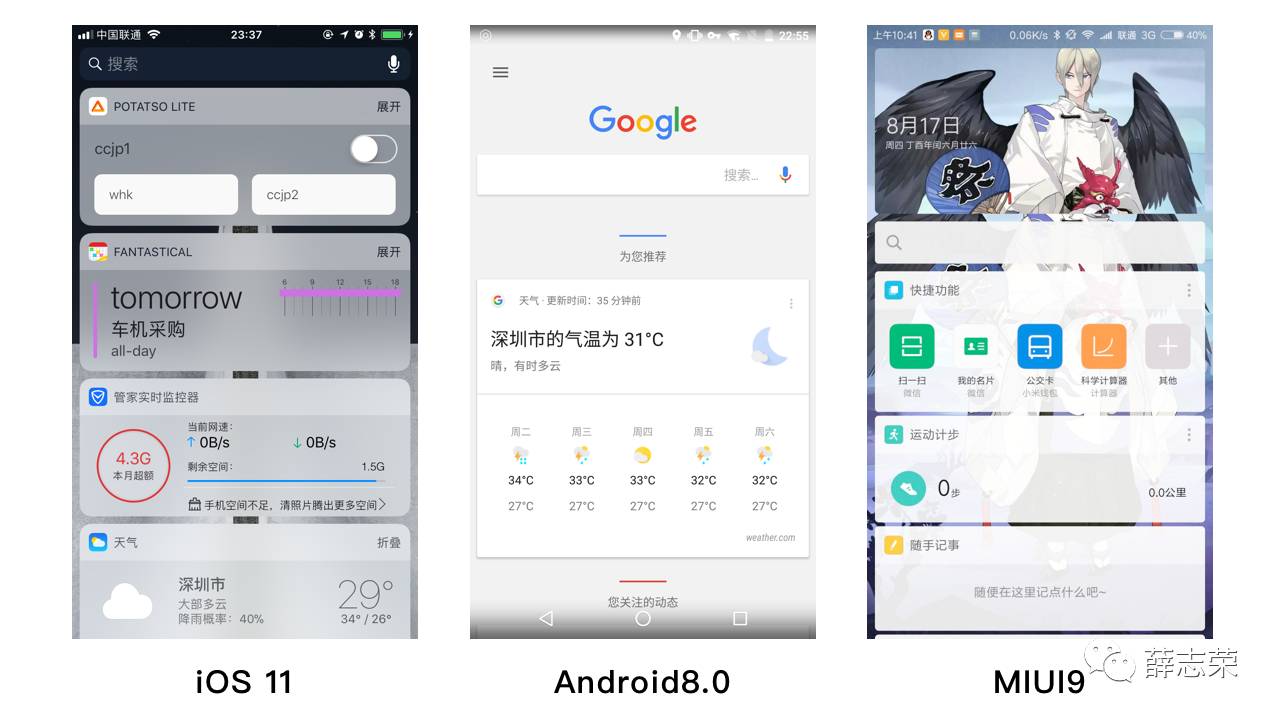 中国联通
23:37
搜索
POTATSO LITE
展开
ccjp1
whk
ccjp2
FANTASTICAL
展开
tomorrow
车机采购
all-day
6 9 12 15 18
管家实时监控器
4.3G
本月超额
当前网速:
↑ 0B/s ↓ 0B/s
剩余空间:
1.5G
手机空间不足，请照片腾出更多空间>
天气
折叠
深圳市
大部多云
降雨概率: 40%
29°
34° / 26°
iOS 11
22:55
Google
搜索...
为您推荐
G
天气 · 更新时间：35 分钟前
深圳市的气温为 31°C
晴，有时多云
周二 周三 周四 周五 周六
34°C 33°C 33°C 32°C 32°C
27°C 27°C 27°C 27°C 27°C
weather.com
您关注的动态
Android8.0
上午10:41
0.06K/s
联通 3G
40%
8月17日
周四 丁酉年闰六月廿六
祭
快捷功能
扫一扫 我的名片 公交卡 科学计算器 其他
微信 微信 小米钱包 计算器
运动计步
0步
0.0公里
随手记事
随便在这里记点什么吧~
MIUI9
薛志荣